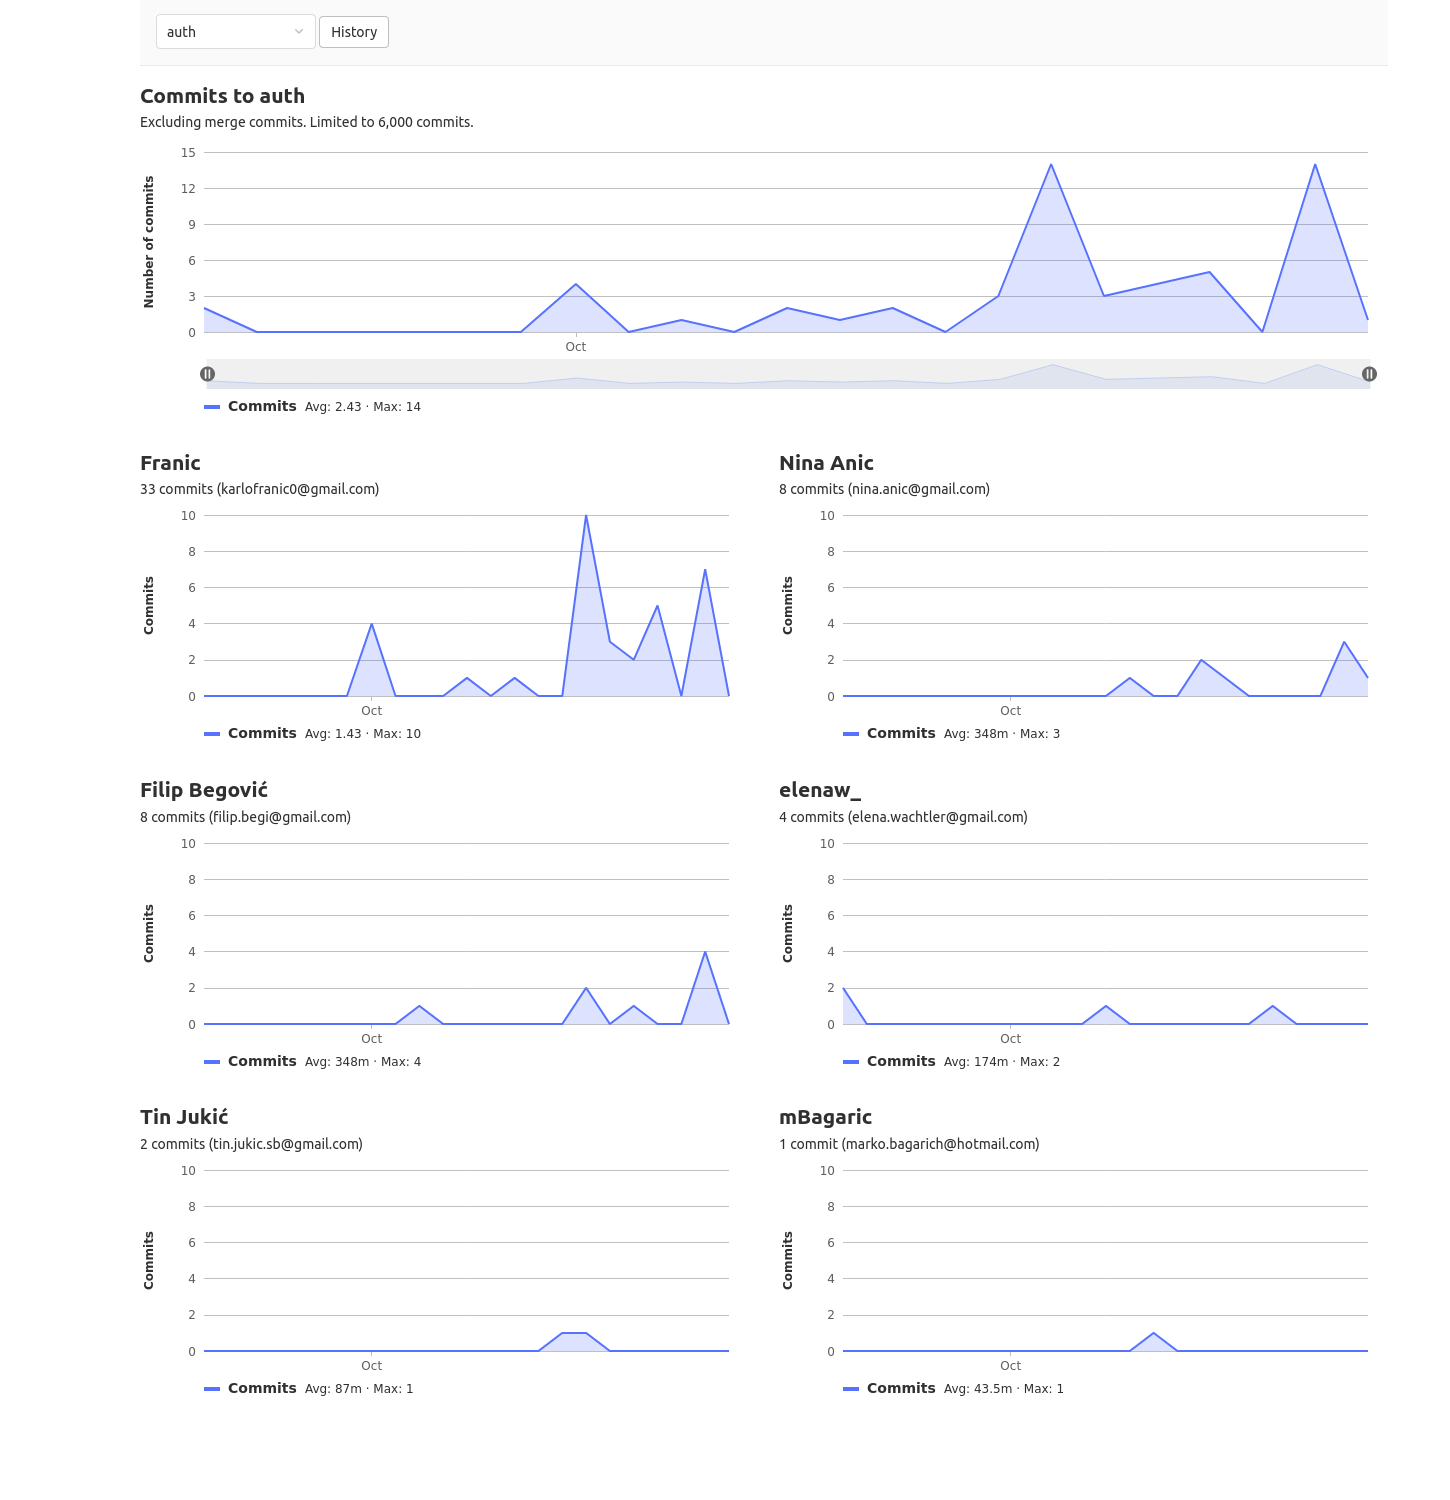 auth
History
Commits to auth
Excluding merge commits. Limited to 6,000 commits.
15
12
9
6
3
0
Number of commits
Oct
Commits Avg: 2.43 · Max: 14
Franic
33 commits (karlofranic0@gmail.com)
10
8
6
4
2
0
Commits
Oct
Commits Avg: 1.43 · Max: 10
Nina Anic
8 commits (nina.anic@gmail.com)
10
8
6
4
2
0
Commits
Oct
Commits Avg: 348m · Max: 3
Filip Begović
8 commits (filip.begi@gmail.com)
10
8
6
4
2
0
Commits
Oct
Commits Avg: 348m · Max: 4
elenaw_
4 commits (elena.wachtler@gmail.com)
10
8
6
4
2
0
Commits
Oct
Commits Avg: 174m · Max: 2
Tin Jukić
2 commits (tin.jukic.sb@gmail.com)
10
8
6
4
2
0
Commits
Oct
Commits Avg: 87m · Max: 1
mBagaric
1 commit (marko.bagarich@hotmail.com)
10
8
6
4
2
0
Commits
Oct
Commits Avg: 43.5m · Max: 1